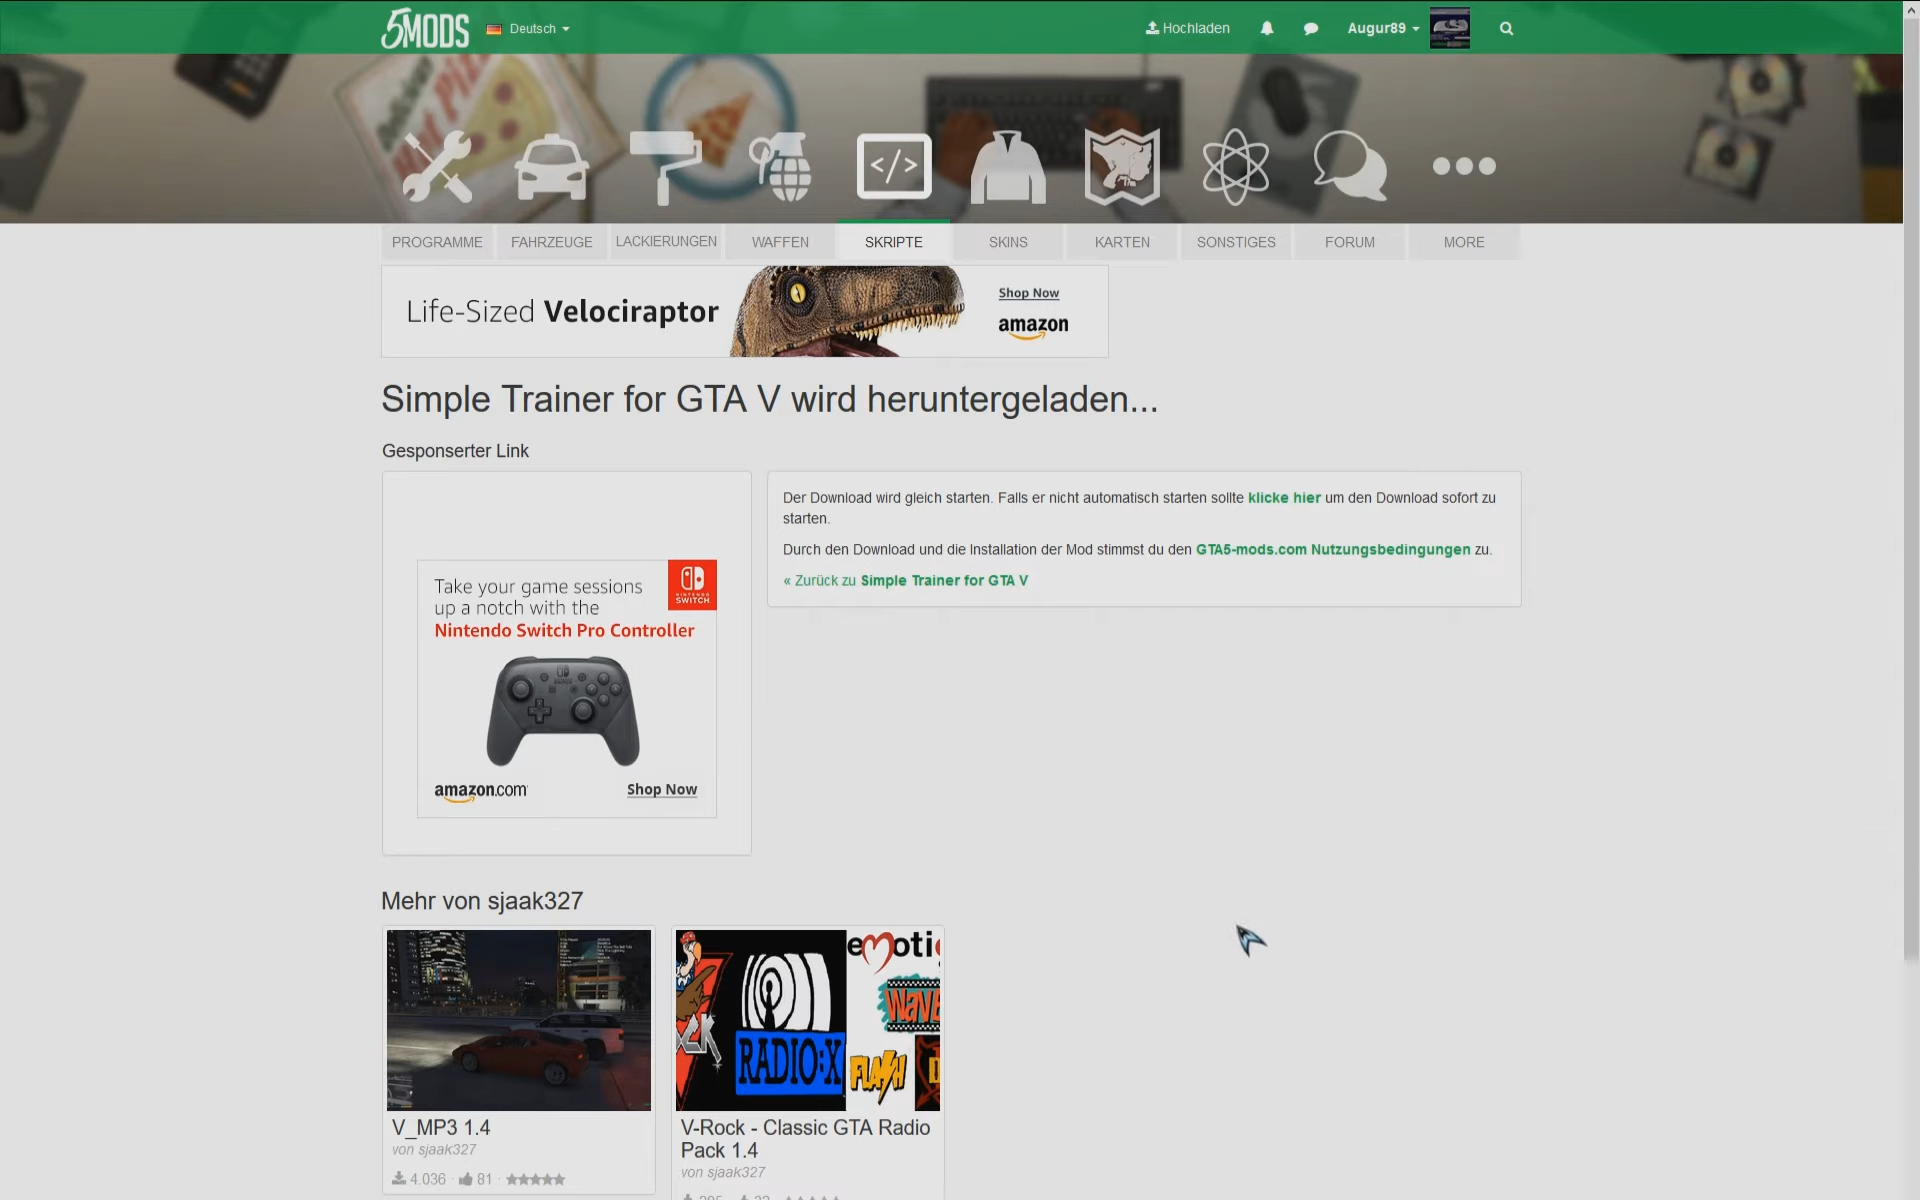 5MODS
Deutsch
Hochladen
Augur89
PROGRAMME
FAHRZEUGE
LACKIERUNGEN
WAFFEN
SKRIPTE
SKINS
KARTEN
SONSTIGES
FORUM
MORE
Life-Sized Velociraptor
Shop Now
amazon
Simple Trainer for GTA V wird heruntergeladen...
Gesponserter Link
Der Download wird gleich starten. Falls er nicht automatisch starten sollte klicke hier um den Download sofort zu
starten.
Durch den Download und die Installation der Mod stimmst du den GTA5-mods.com Nutzungsbedingungen zu.
« Zurück zu Simple Trainer for GTA V
Take your game sessions
up a notch with the
Nintendo Switch Pro Controller
NINTENDO
SWITCH
amazon.com
Shop Now
Mehr von sjaak327
V_MP3 1.4
von sjaak327
4.036 · 81 ·
RADIO:X
WAVE
FLASH
V-Rock - Classic GTA Radio
Pack 1.4
von sjaak327